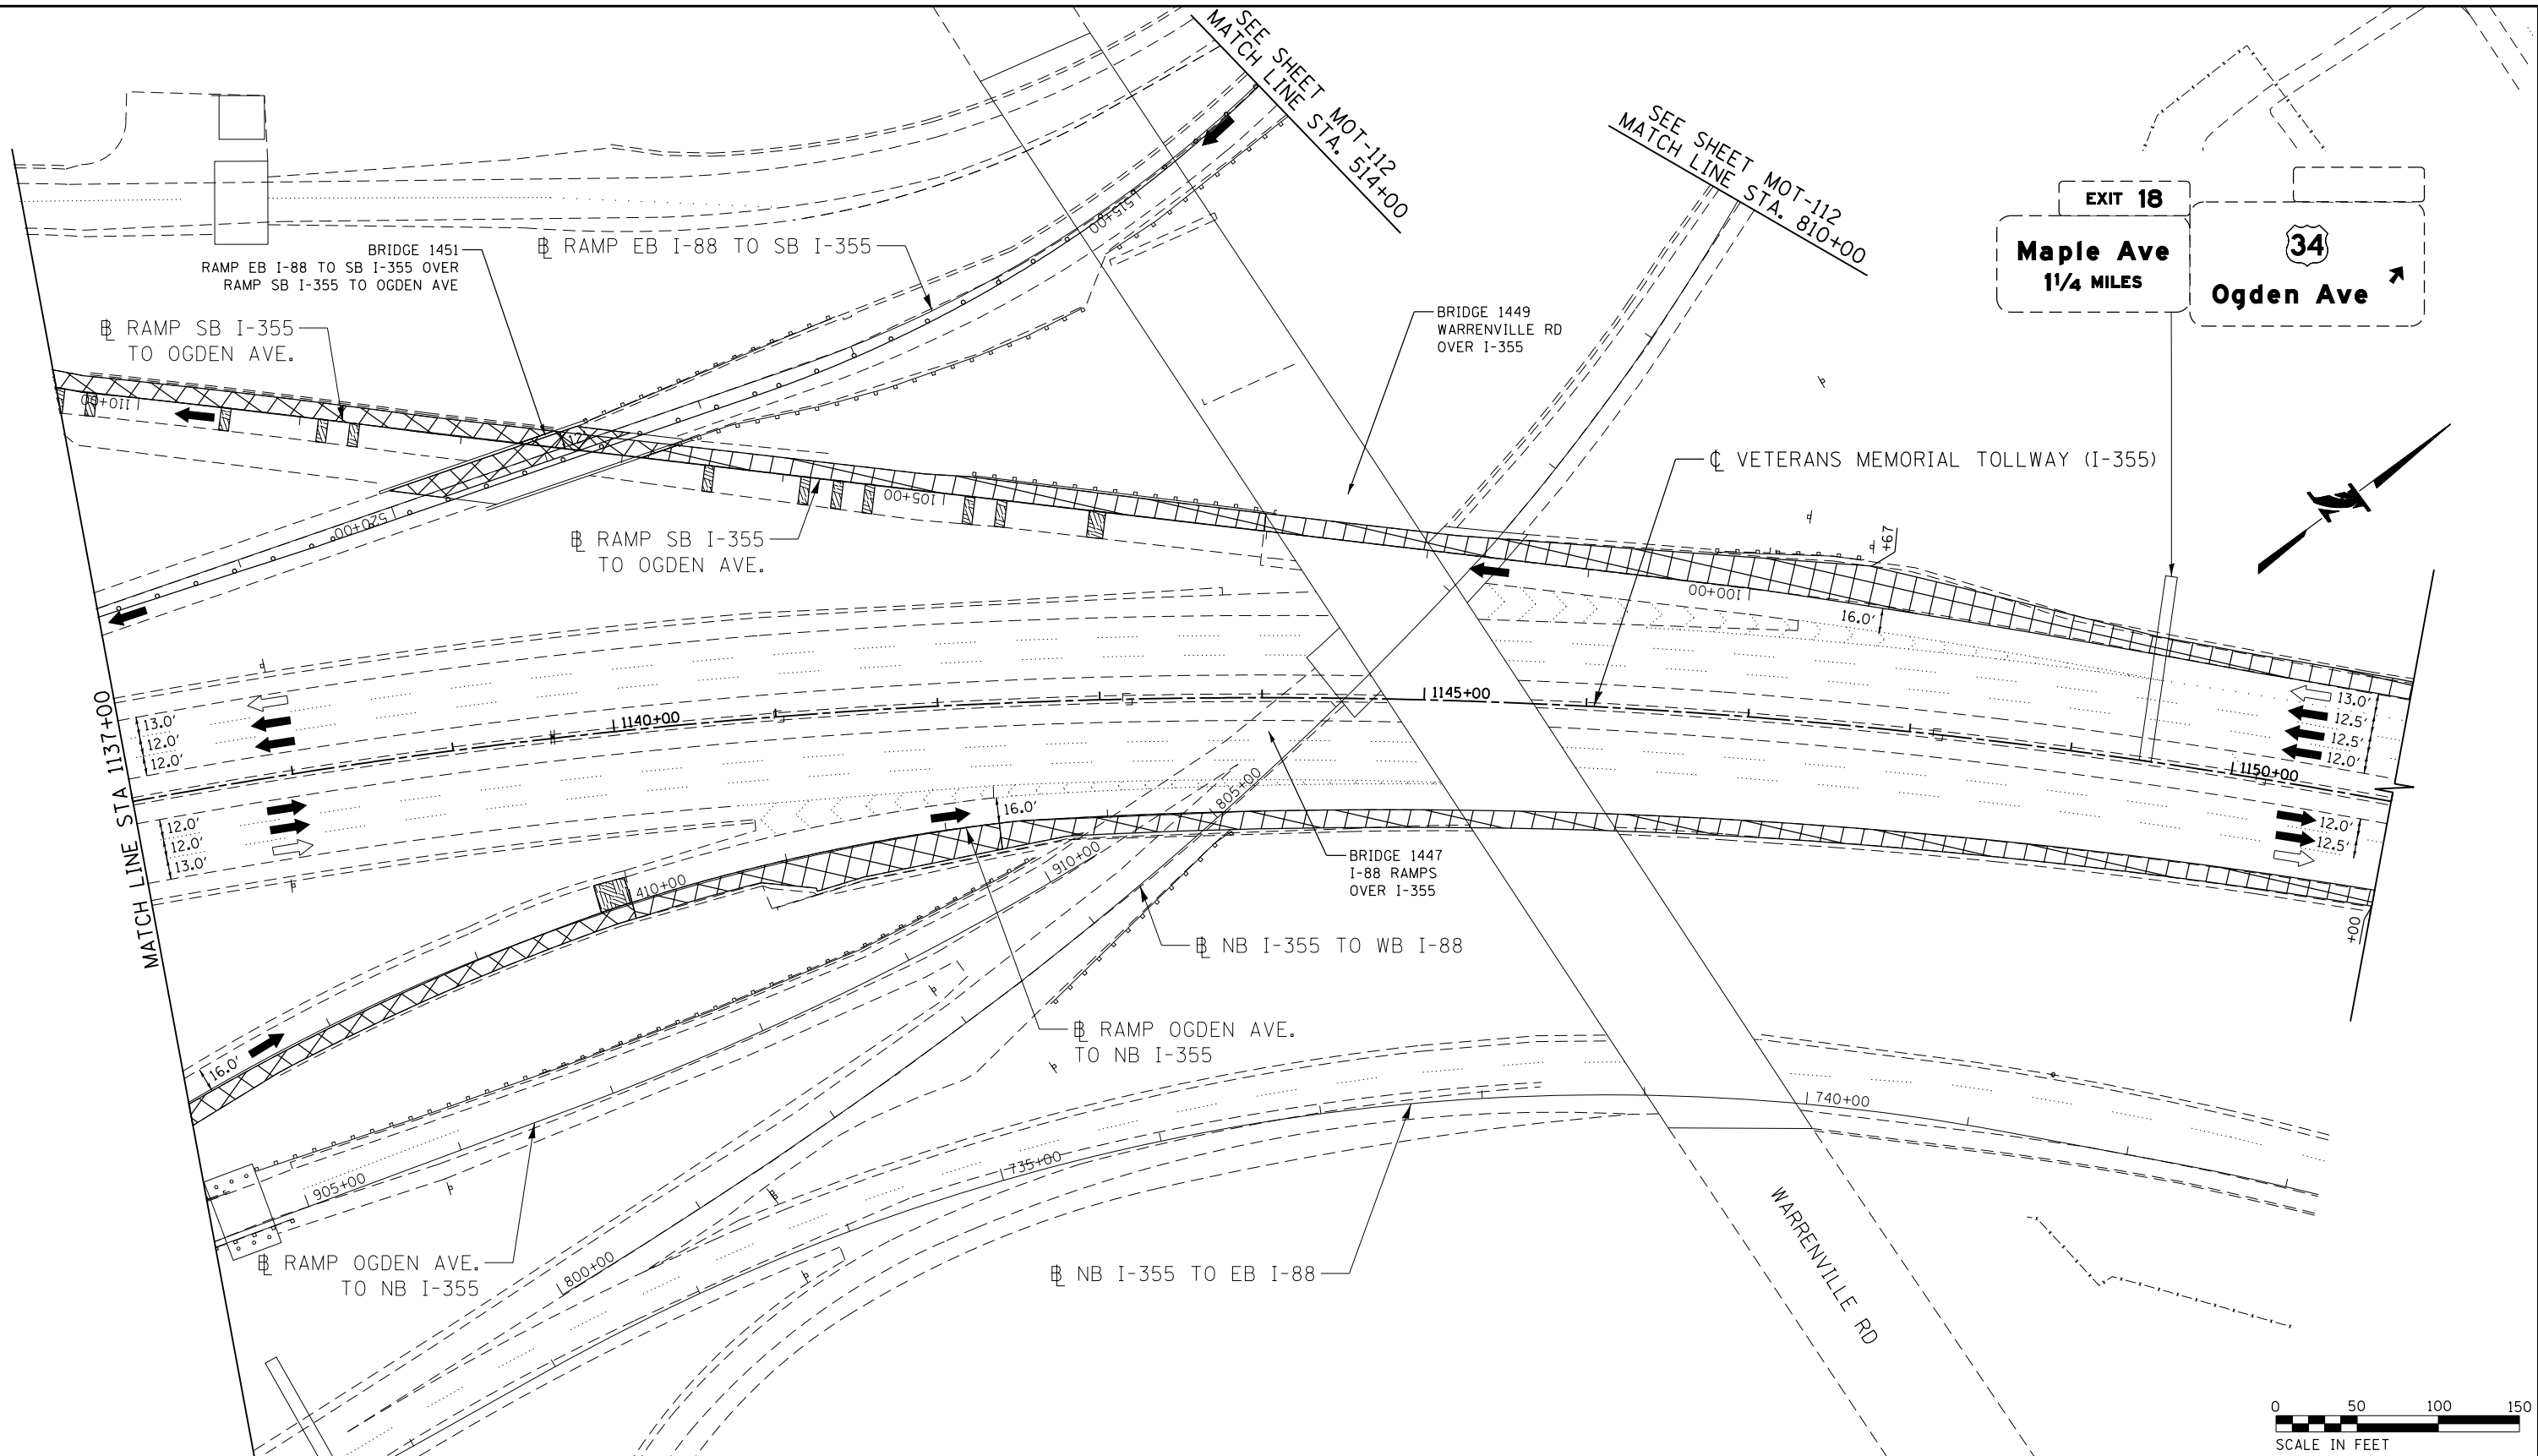 SEE SHEET MOT-112
MATCH LINE STA. 514+00
SEE SHEET MOT-112
MATCH LINE STA. 810+00
EXIT 18
Maple Ave
1 1/4 MILES
34
Ogden Ave
BRIDGE 1451
RAMP EB I-88 TO SB I-355 OVER
RAMP SB I-355 TO OGDEN AVE
℄ RAMP EB I-88 TO SB I-355
515+00
BRIDGE 1449
WARRENVILLE RD
OVER I-355
℄ RAMP SB I-355
TO OGDEN AVE.
110+00
12
105+00
520+00
℄ RAMP SB I-355
TO OGDEN AVE.
℄ VETERANS MEMORIAL TOLLWAY (I-355)
+67
100+00
16.0'
13.0'
12.5'
12.5'
12.0'
MATCH LINE STA 1137+00
13.0'
12.0'
12.0'
1140+00
1145+00
1150+00
12.0'
12.0'
13.0'
12.0'
12.5'
+00
16.0'
805+00
410+00
910+00
BRIDGE 1447
I-88 RAMPS
OVER I-355
℄ NB I-355 TO WB I-88
℄ RAMP OGDEN AVE.
TO NB I-355
16.0'
740+00
735+00
905+00
800+00
℄ RAMP OGDEN AVE.
TO NB I-355
℄ NB I-355 TO EB I-88
WARRENVILLE RD
0 50 100 150
SCALE IN FEET